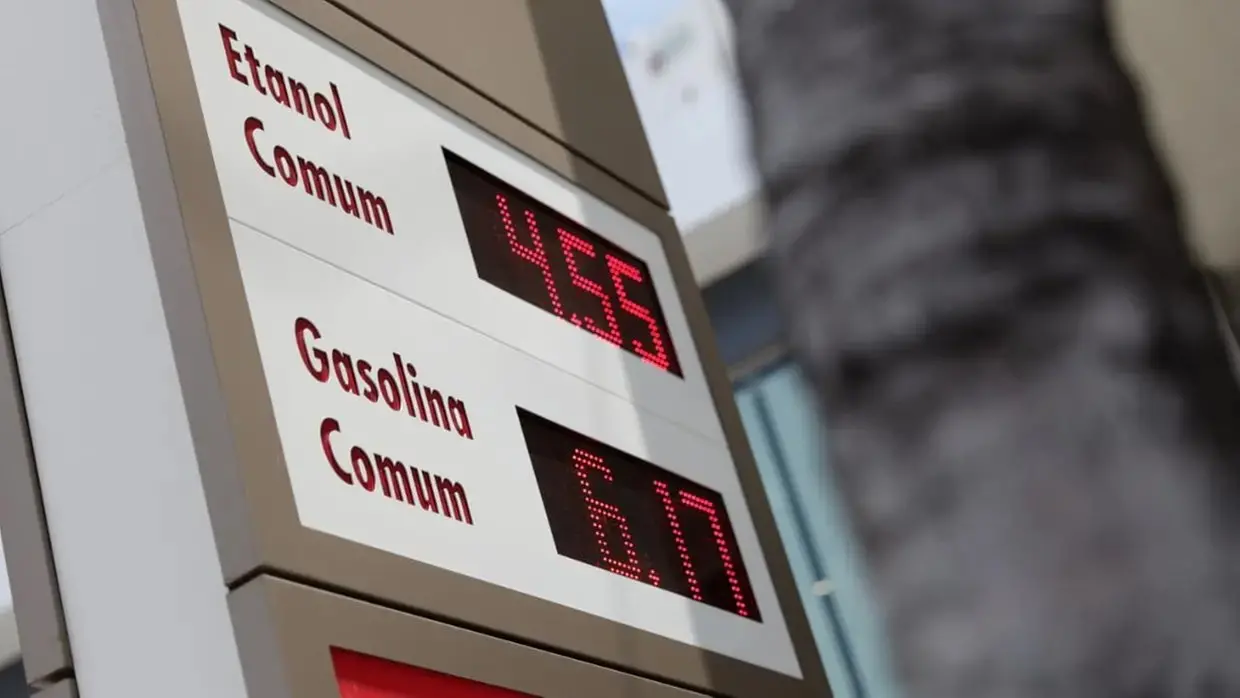 Etanol
Comum
4,55
Gasolina
Comum
6,17